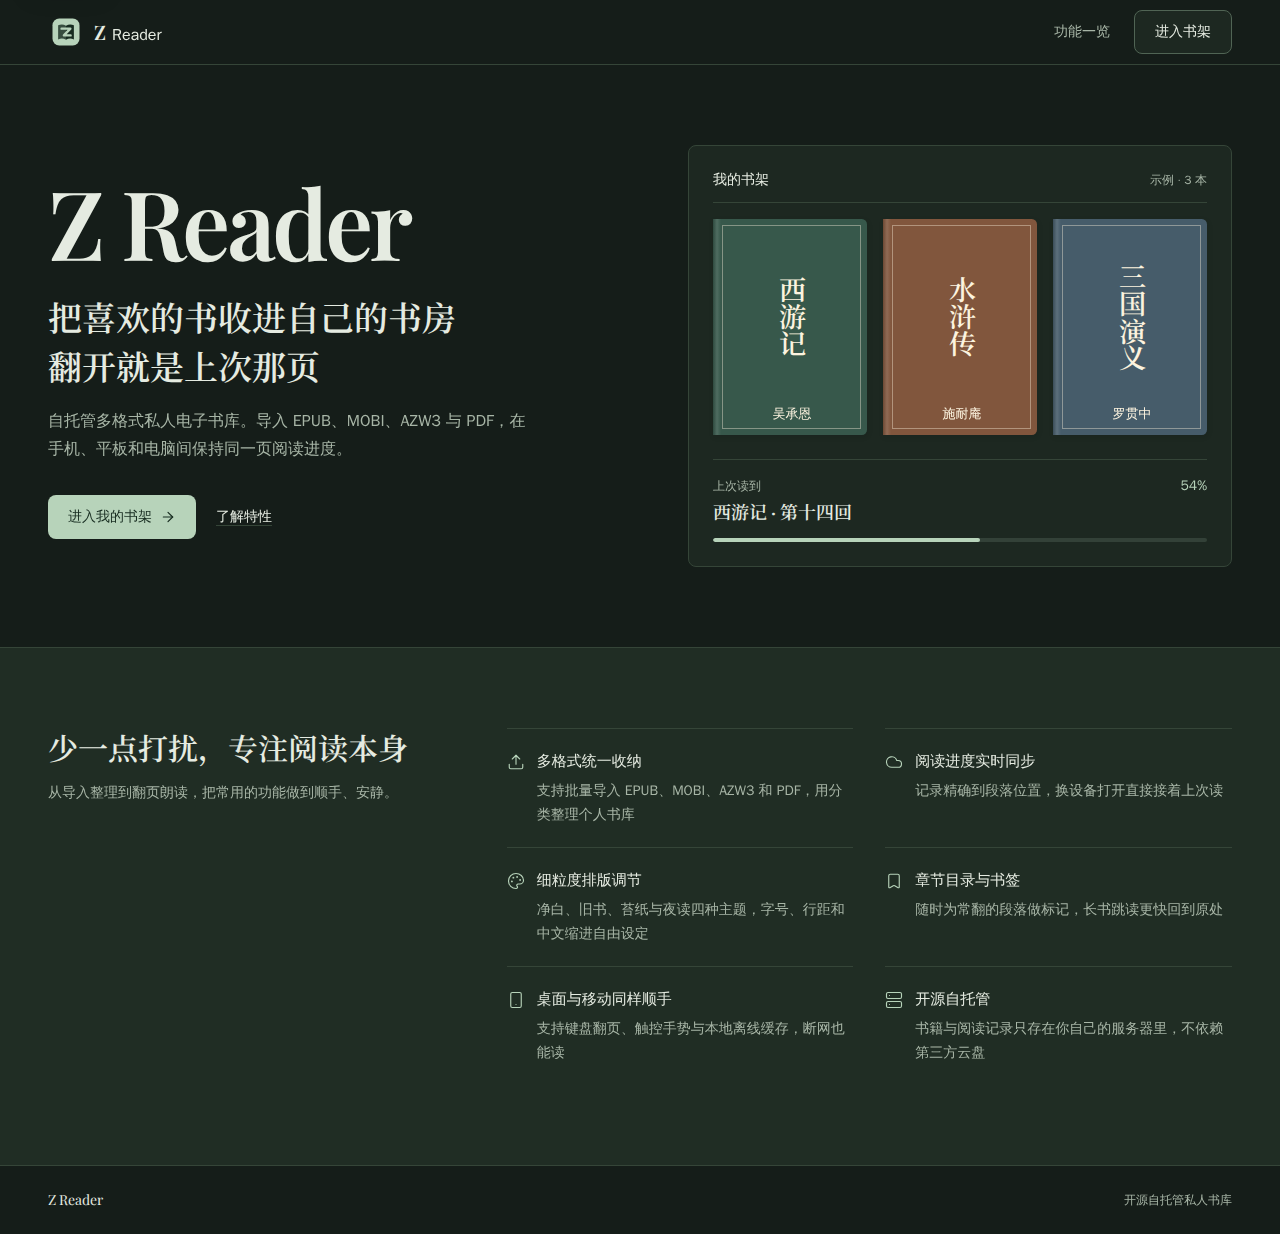 Z Reader
功能一览
进入书架
Z Reader
把喜欢的书收进自己的书房
翻开就是上次那页
自托管多格式私人电子书库。导入 EPUB、MOBI、AZW3 与 PDF，在
手机、平板和电脑间保持同一页阅读进度。
进入我的书架 →
了解特性
我的书架
示例 · 3 本
西游记
吴承恩
水浒传
施耐庵
三国演义
罗贯中
上次读到
54%
西游记 · 第十四回
少一点打扰，专注阅读本身
从导入整理到翻页朗读，把常用的功能做到顺手、安静。
多格式统一收纳
支持批量导入 EPUB、MOBI、AZW3 和 PDF，用分
类整理个人书库
阅读进度实时同步
记录精确到段落位置，换设备打开直接接着上次读
细粒度排版调节
净白、旧书、苔纸与夜读四种主题，字号、行距和
中文缩进自由设定
章节目录与书签
随时为常翻的段落做标记，长书跳读更快回到原处
桌面与移动同样顺手
支持键盘翻页、触控手势与本地离线缓存，断网也
能读
开源自托管
书籍与阅读记录只存在你自己的服务器里，不依赖
第三方云盘
Z Reader
开源自托管私人书库